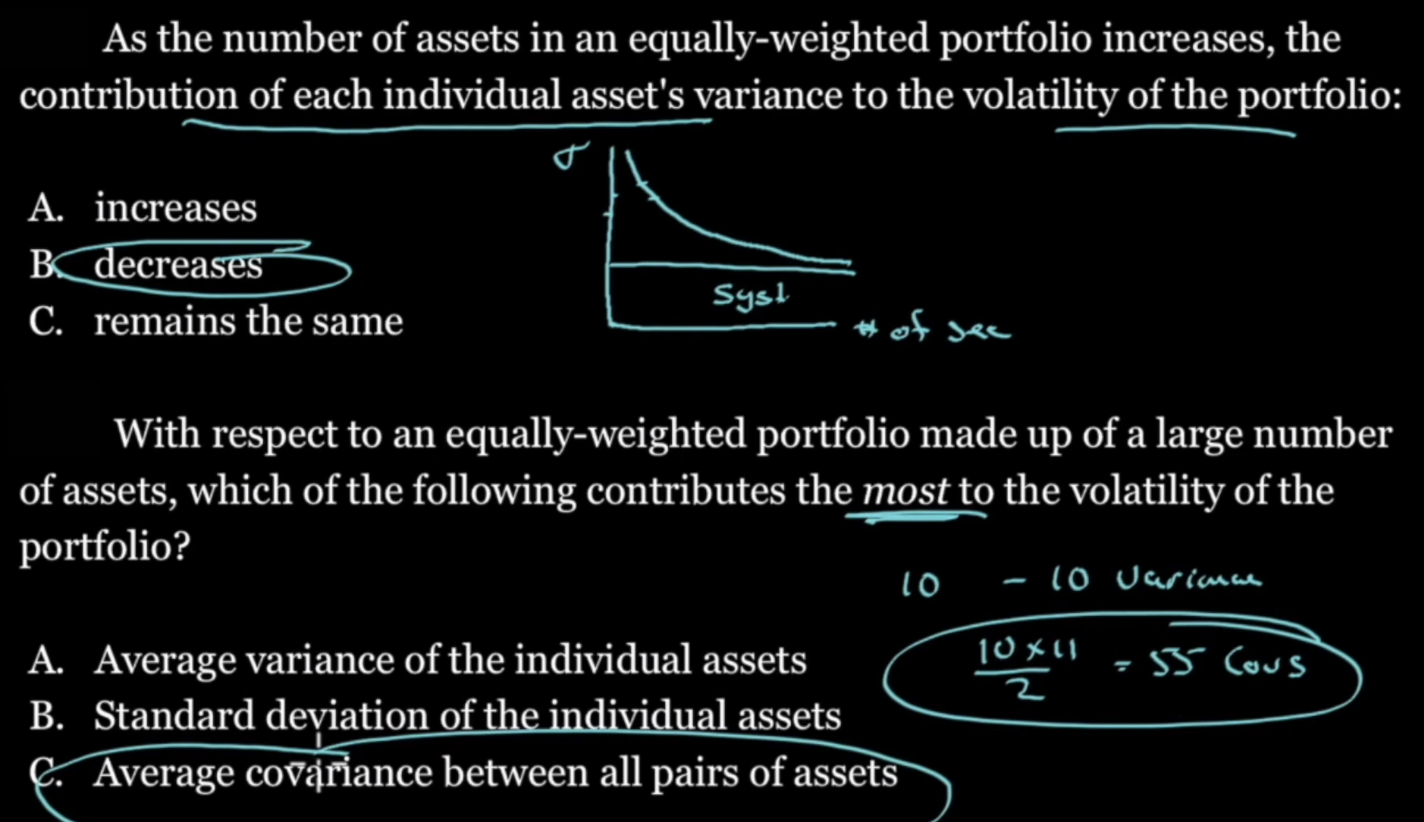 As the number of assets in an equally-weighted portfolio increases, the
contribution of each individual asset's variance to the volatility of the portfolio:
σ
A. increases
B. decreases
Syst
C. remains the same
# of sec
With respect to an equally-weighted portfolio made up of a large number
of assets, which of the following contributes the most to the volatility of the
portfolio?
10 - 10 Variance
A. Average variance of the individual assets
10 × 11
2
= 55 Covs
B. Standard deviation of the individual assets
C. Average covariance between all pairs of assets